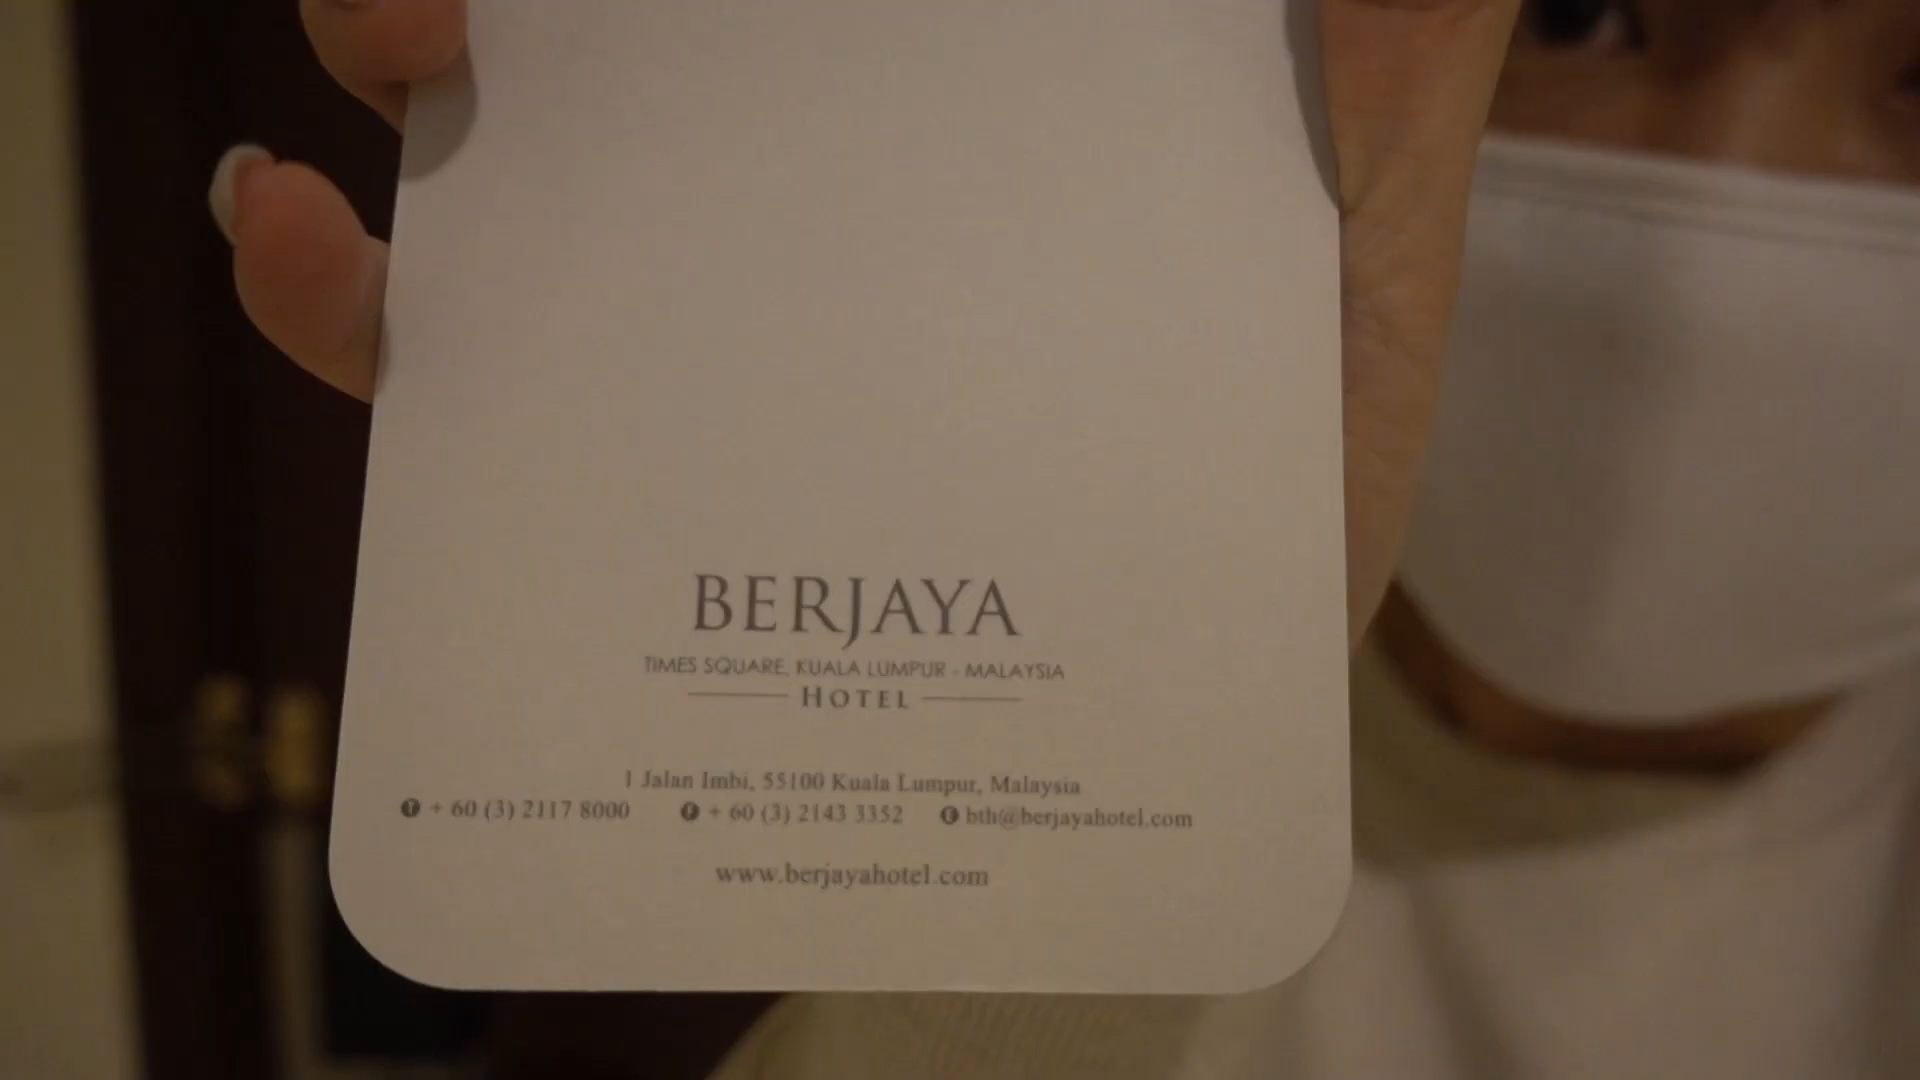 BERJAYA
TIMES SQUARE, KUALA LUMPUR - MALAYSIA
HOTEL
1 Jalan Imbi, 55100 Kuala Lumpur, Malaysia
T + 60 (3) 2117 8000 F + 60 (3) 2143 3352 E bth@berjayahotel.com
www.berjayahotel.com